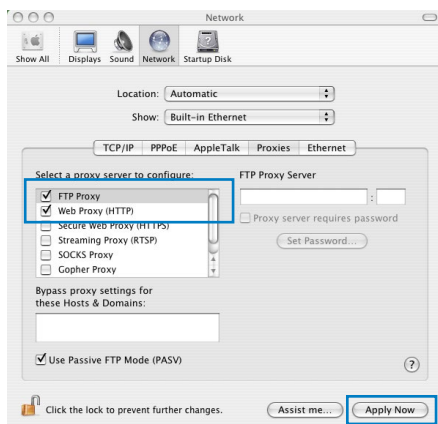 Network
Show All Displays Sound Network Startup Disk
Location: Automatic
Show: Built-in Ethernet
TCP/IP PPPoE AppleTalk Proxies Ethernet
Select a proxy server to configure: FTP Proxy Server
FTP Proxy
:
Web Proxy (HTTP)
Proxy server requires password
Secure Web Proxy (HTTPS)
Streaming Proxy (RTSP) Set Password...
SOCKS Proxy
Gopher Proxy
Bypass proxy settings for
these Hosts & Domains:
Use Passive FTP Mode (PASV) ?
Click the lock to prevent further changes. Assist me... Apply Now